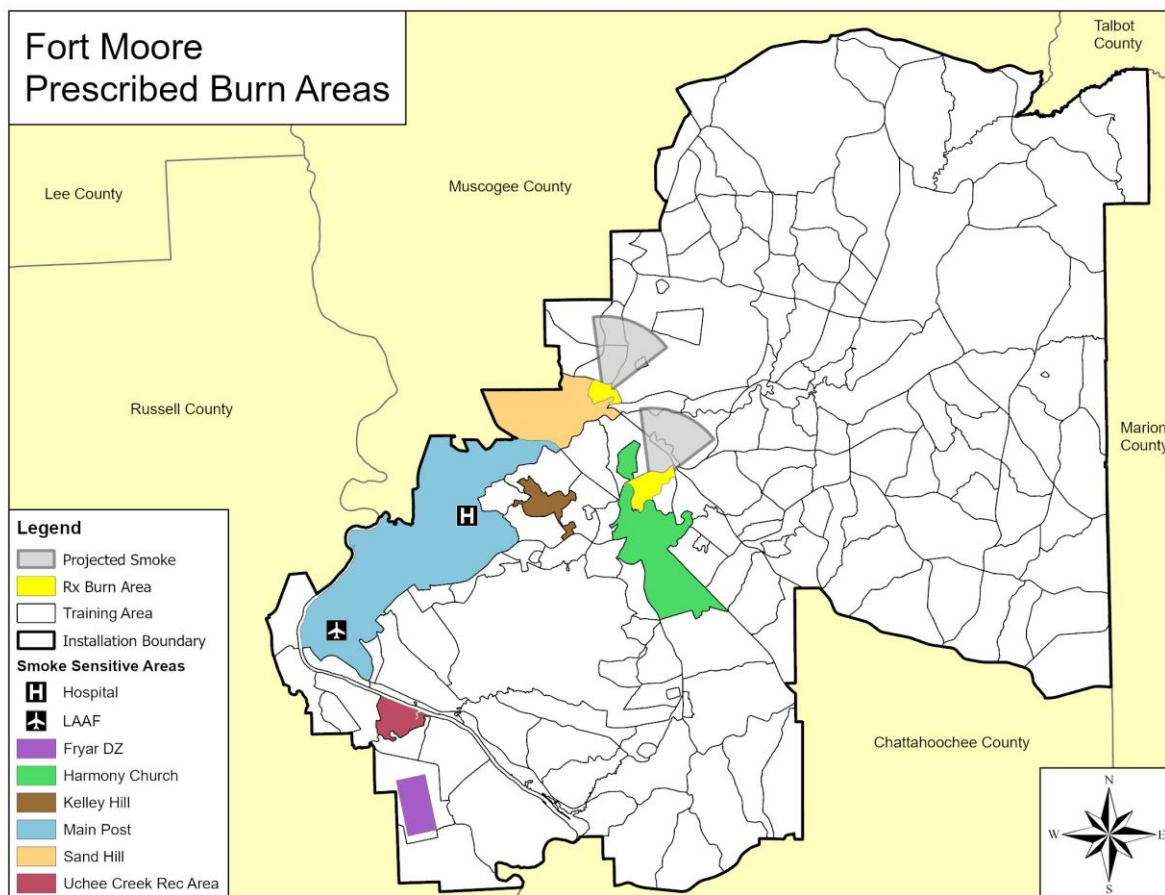 Fort Moore
Prescribed Burn Areas
Talbot
County
Lee County
Muscogee County
Russell County
Marion
County
Chattahoochee County
H
Legend
Projected Smoke
Rx Burn Area
Training Area
Installation Boundary
Smoke Sensitive Areas
H
Hospital
LAAF
Fryar DZ
Harmony Church
Kelley Hill
Main Post
Sand Hill
Uchee Creek Rec Area
N
W
E
S